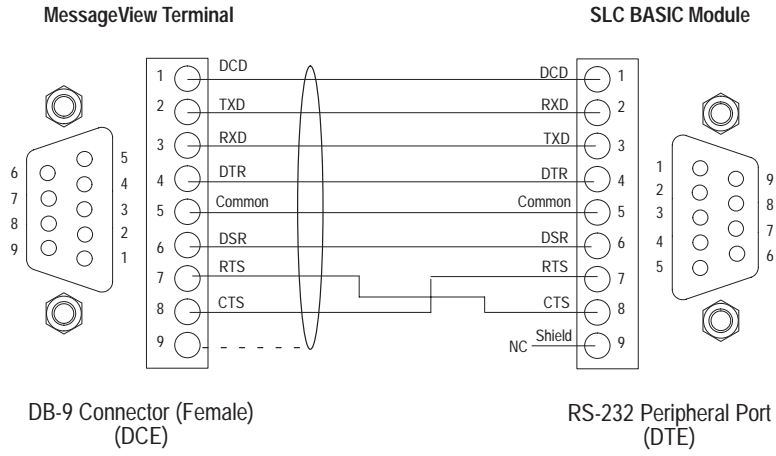 MessageView Terminal
SLC BASIC Module
1 DCD DCD 1
2 TXD RXD 2
3 RXD TXD 3
4 DTR DTR 4
5 Common Common 5
6 DSR DSR 6
7 RTS RTS 7
8 CTS CTS 8
9 NC Shield 9
6
7
8
9
5
4
3
2
1
1
2
3
4
5
9
8
7
6
DB-9 Connector (Female)
(DCE)
RS-232 Peripheral Port
(DTE)